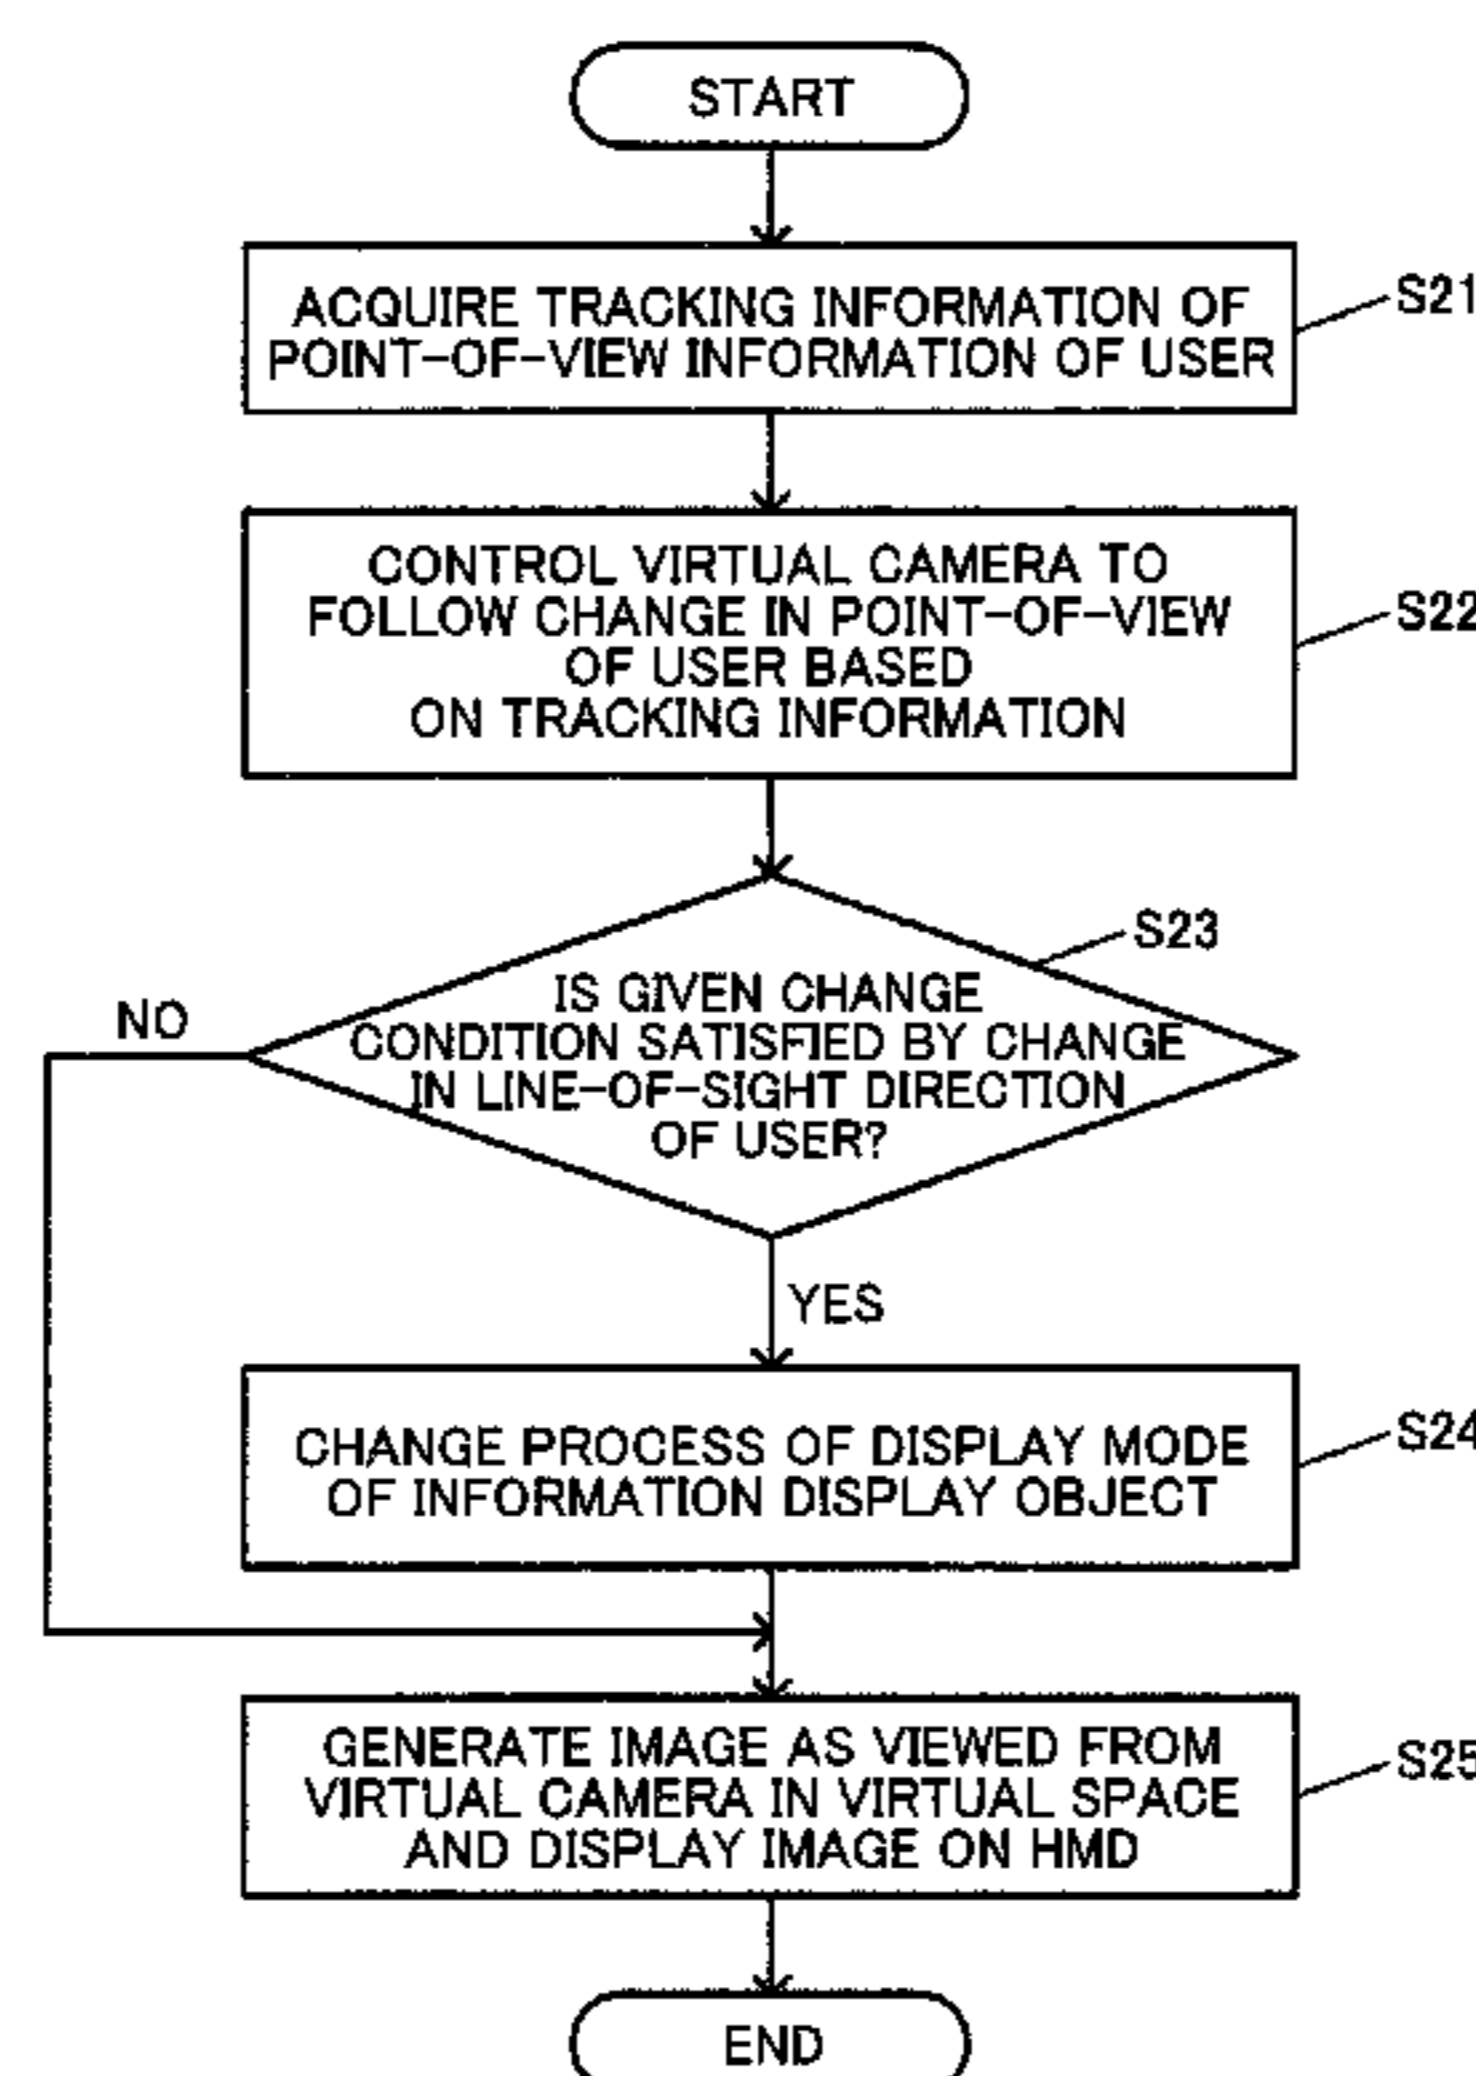 START
ACQUIRE TRACKING INFORMATION OF
POINT-OF-VIEW INFORMATION OF USER
S21
CONTROL VIRTUAL CAMERA TO
FOLLOW CHANGE IN POINT-OF-VIEW
OF USER BASED
ON TRACKING INFORMATION
S22
S23
IS GIVEN CHANGE
CONDITION SATISFIED BY CHANGE
IN LINE-OF-SIGHT DIRECTION
OF USER?
NO
YES
CHANGE PROCESS OF DISPLAY MODE
OF INFORMATION DISPLAY OBJECT
S24
GENERATE IMAGE AS VIEWED FROM
VIRTUAL CAMERA IN VIRTUAL SPACE
AND DISPLAY IMAGE ON HMD
S25
END